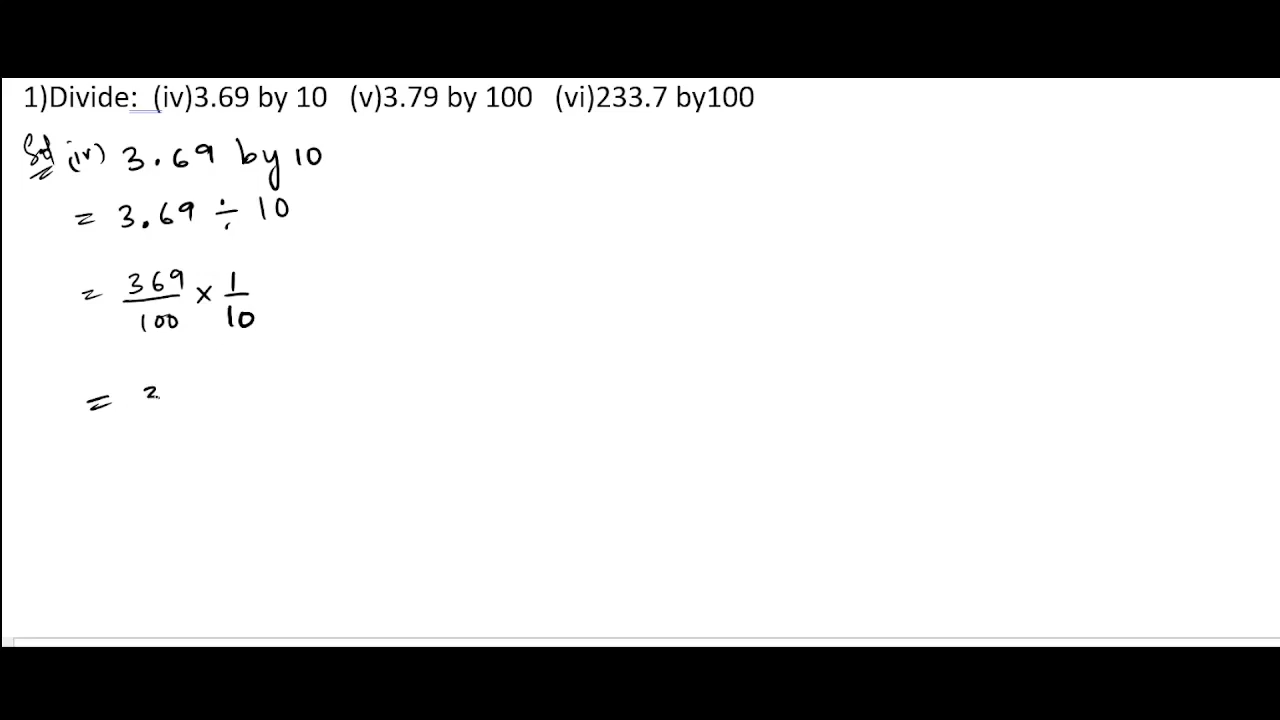 1)Divide: (iv)3.69 by 10 (v)3.79 by 100 (vi)233.7 by100
Sol (iv) 3.69 by 10
= 3.69 ÷ 10
= 369/100 × 1/10
= 3